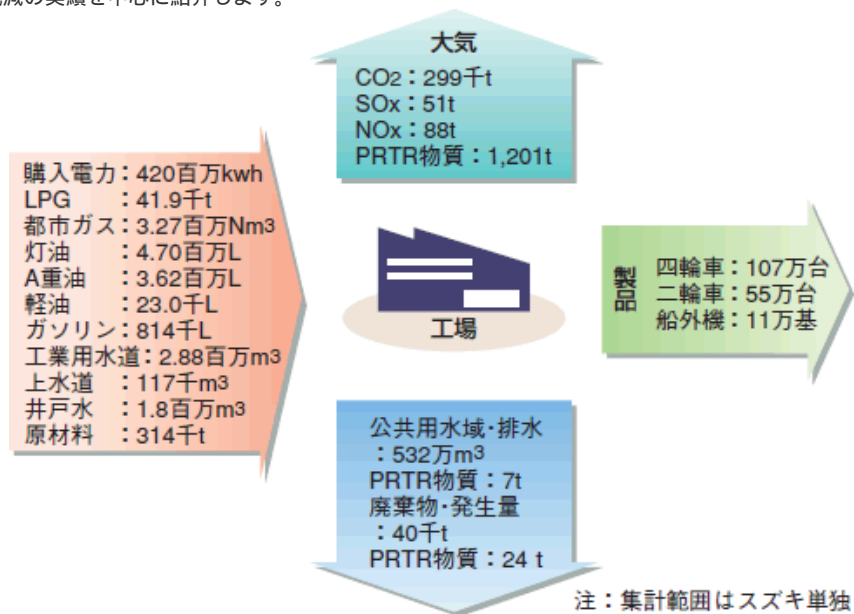 減の実績を中心に紹介します。
大気
CO2：299千t
SOx：51t
NOx：88t
PRTR物質：1,201t
購入電力：420百万kwh
LPG　　：41.9千t
都市ガス：3.27百万Nm3
灯油　　：4.70百万L
A重油　：3.62百万L
軽油　　：23.0千L
ガソリン：814千L
工業用水道：2.88百万m3
上水道　：117千m3
井戸水　：1.8百万m3
原材料　：314千t
工場
製品
四輪車：107万台
二輪車：55万台
船外機：11万基
公共用水域・排水
：532万m3
PRTR物質：7t
廃棄物・発生量
：40千t
PRTR物質：24 t
注：集計範囲はスズキ単独